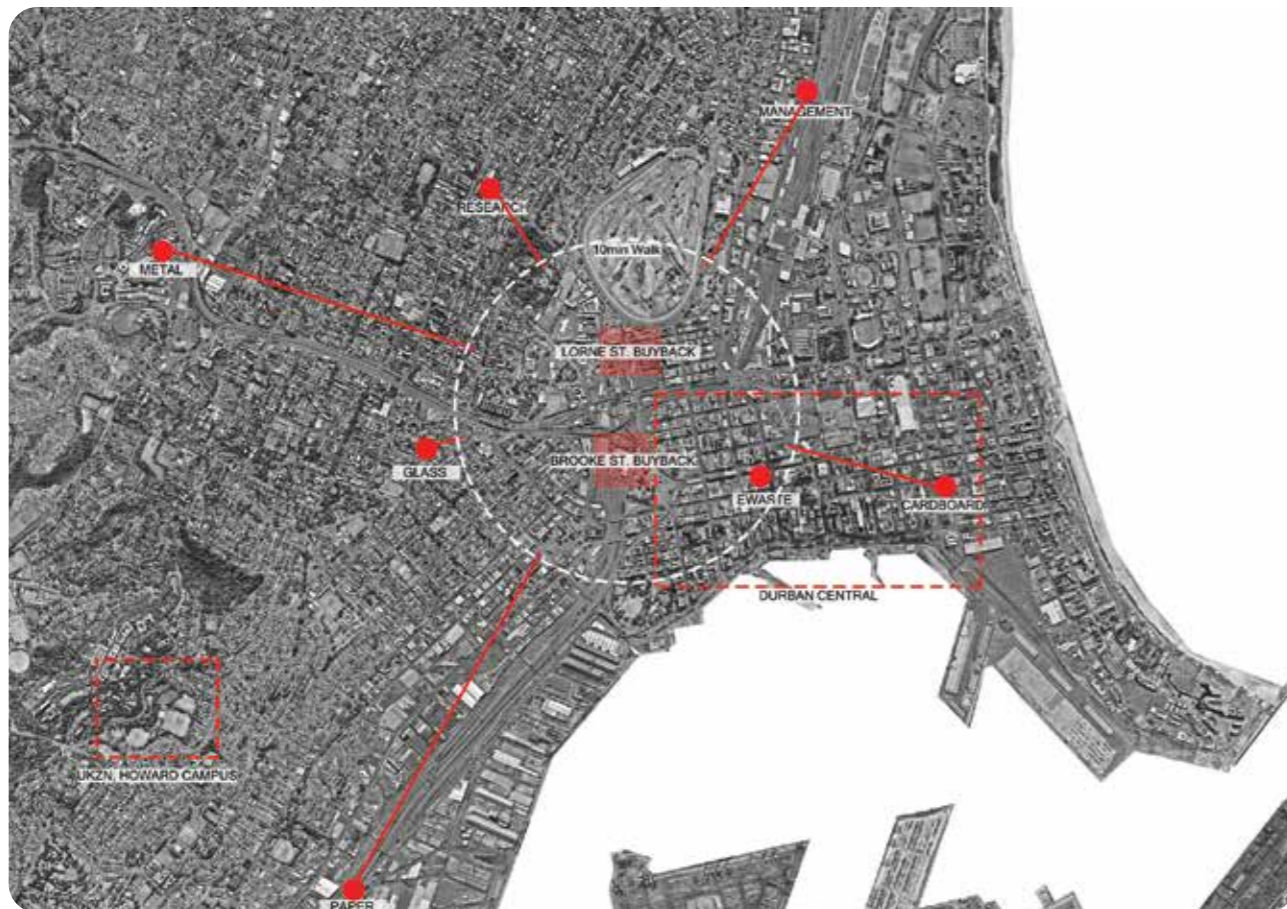 MANAGEMENT
RESEARCH
10min Walk
METAL
LORNE ST. BUYBACK
BROOKE ST. BUYBACK
GLASS
EWASTE
CARDBOARD
DURBAN CENTRAL
UKZN, HOWARD CAMPUS
PAPER